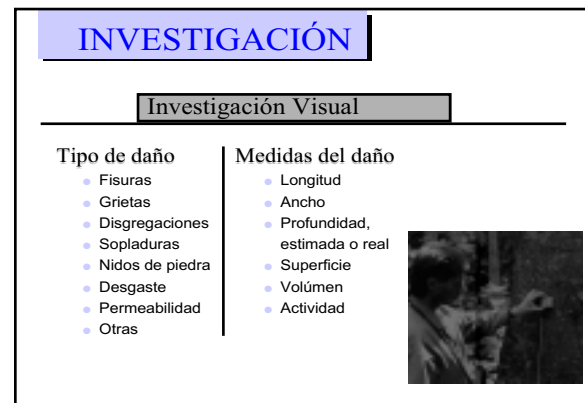 INVESTIGACIÓN
Investigación Visual
Tipo de daño
Fisuras
Grietas
Disgregaciones
Sopladuras
Nidos de piedra
Desgaste
Permeabilidad
Otras
Medidas del daño
Longitud
Ancho
Profundidad,
estimada o real
Superficie
Volúmen
Actividad